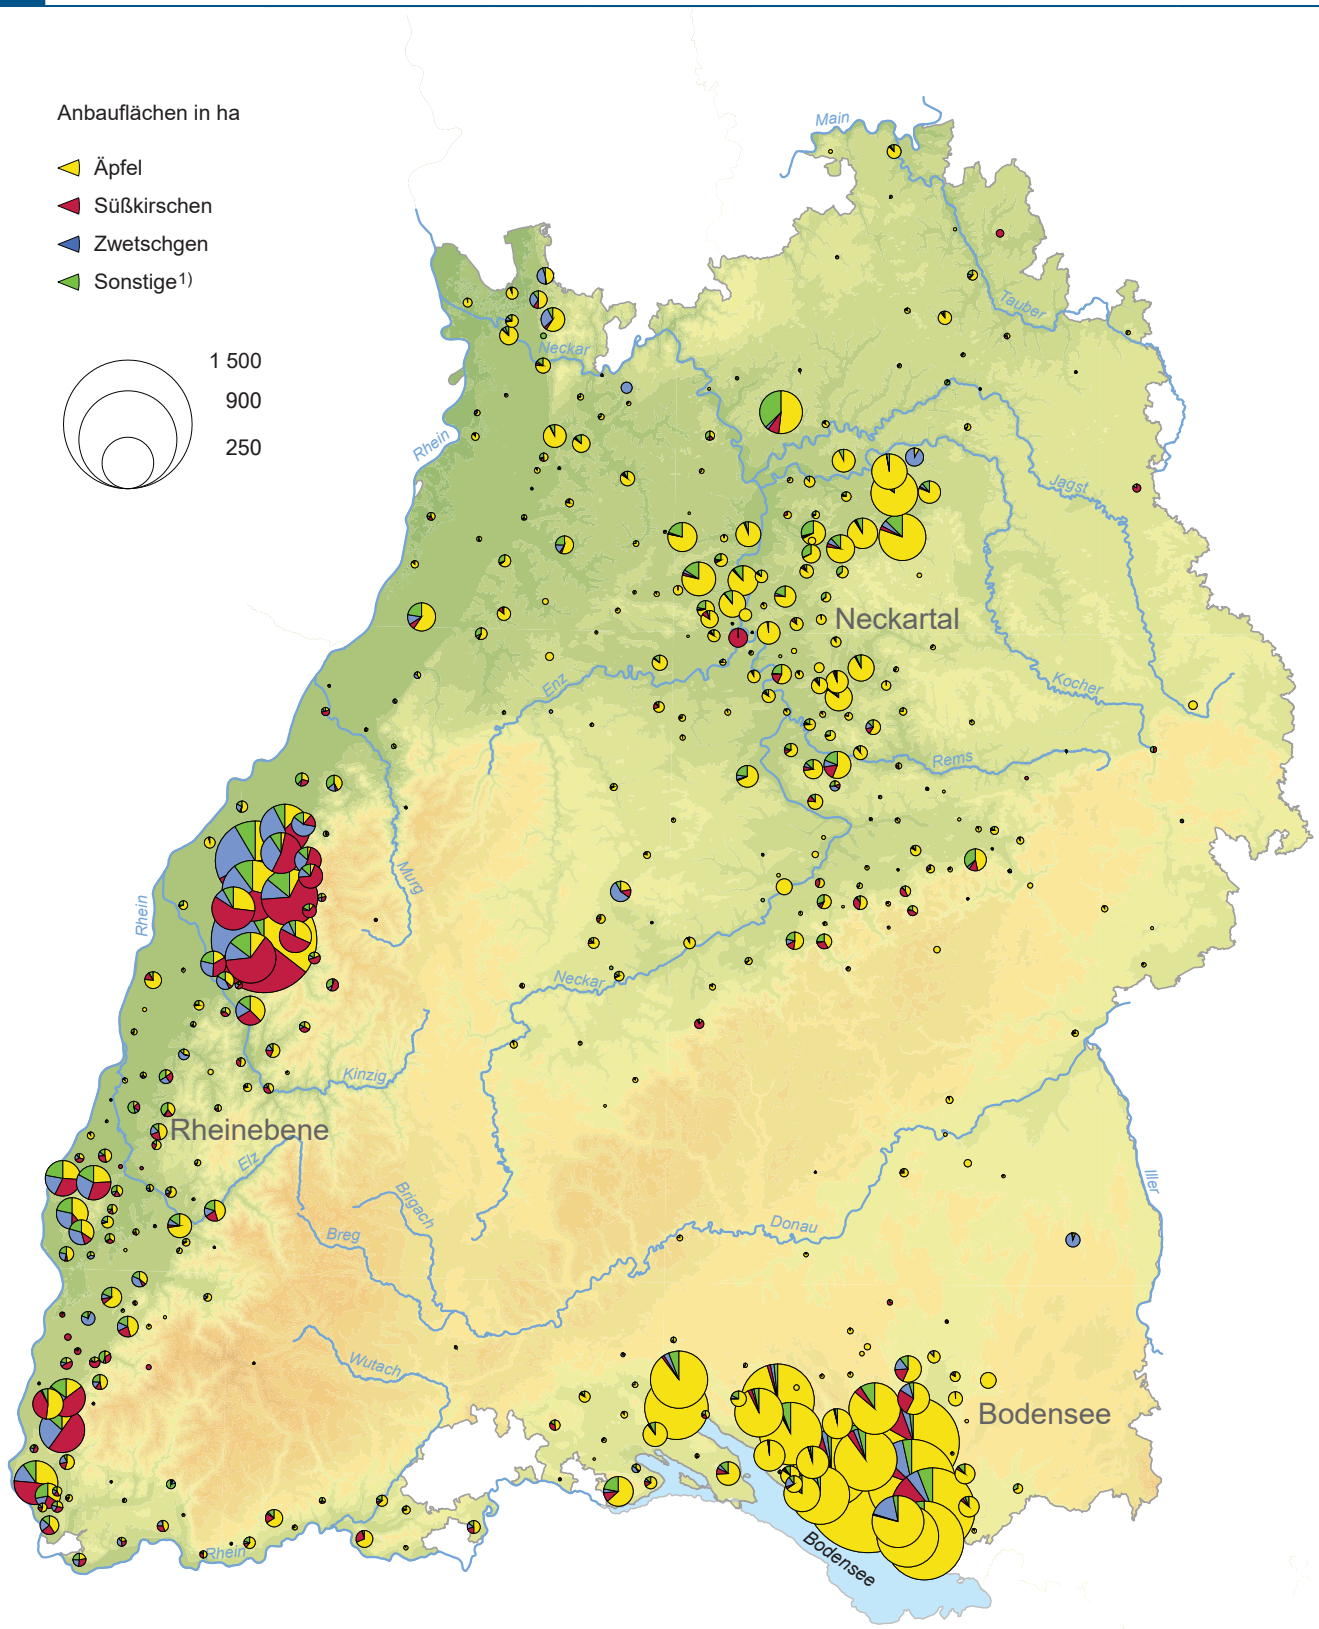 Anbauflächen in ha
Äpfel
Süßkirschen
Zwetschgen
Sonstige1)
1 500
900
250
Main
Tauber
Neckar
Rhein
Jagst
Neckartal
Enz
Kocher
Rems
Murg
Rhein
Neckar
Kinzig
Rheinebene
Elz
Iller
Brigach
Donau
Breg
Wutach
Bodensee
Rhein
Bodensee